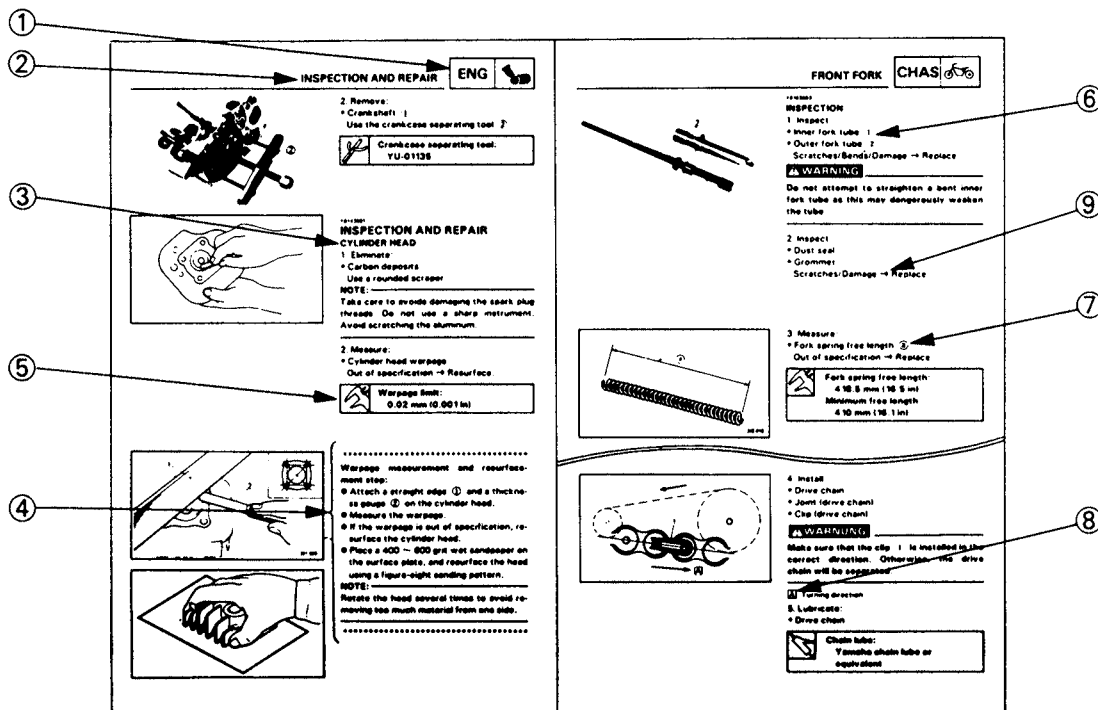 ①
②
INSPECTION AND REPAIR ENG
2. Remove:
• Crankshaft 1
Use the crankcase separating tool 2
Crankcase separating tool:
YU-01135
②
③
INSPECTION AND REPAIR
CYLINDER HEAD
1. Eliminate:
• Carbon deposits
Use a rounded scraper
NOTE:
Take care to avoide damaging the spark plug
threads. Do not use a sharp instrument.
Avoid scratching the aluminum.
2. Measure:
• Cylinder head warpage
Out of specification → Resurface.
⑤
Warpage limit:
0.02 mm (0.001 in)
④
Warpage measurement and resurface-
ment step:
● Attach a straight edge ① and a thickne-
ss gauge ② on the cylinder head.
● Measure the warpage.
● If the warpage is out of specification, re-
surface the cylinder head.
● Place a 400 ~ 600 grit wet sandpaper on
the surface plate, and resurface the head
using a figure-eight sanding pattern.
NOTE:
Rotate the head several times to avoid re-
moving too much material from one side.
FRONT FORK CHAS
⑥
INSPECTION
1. Inspect
• Inner fork tube 1
• Outer fork tube 2
Scratches/Bends/Damage → Replace
WARNING
Do not attempt to straighten a bent inner
fork tube as this may dangerously weaken
the tube
⑨
2. Inspect
• Dust seal
• Grommet
Scratches/Damage → Replace
⑦
3. Measure
• Fork spring free length ⓐ
Out of specification → Replace
Fork spring free length:
418.5 mm (16.5 in)
Minimum free length
410 mm (16.1 in)
4. Install
• Drive chain
• Joint (drive chain)
• Clip (drive chain)
WARNING
Make sure that the clip 1 is installed in the
correct direction. Otherwise, the drive
chain will be separated
⑧
A Turning direction
5. Lubricate:
• Drive chain
Chain lube:
Yamaha chain lube or
equivalent